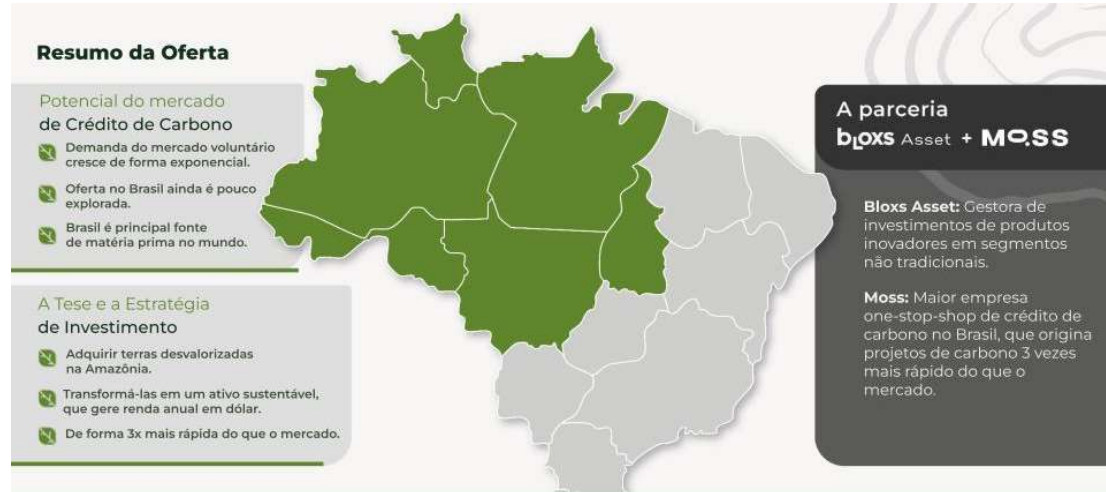 Resumo da Oferta
Potencial do mercado
de Crédito de Carbono
Demanda do mercado voluntário
cresce de forma exponencial.
Oferta no Brasil ainda é pouco
explorada.
Brasil é principal fonte
de matéria prima no mundo.
A Tese e a Estratégia
de Investimento
Adquirir terras desvalorizadas
na Amazônia.
Transformá-las em um ativo sustentável,
que gere renda anual em dólar.
De forma 3x mais rápida do que o mercado.
A parceria
bloxs Asset + MOSS
Bloxs Asset: Gestora de
investimentos de produtos
inovadores em segmentos
não tradicionais.
Moss: Maior empresa
one-stop-shop de crédito de
carbono no Brasil, que origina
projetos de carbono 3 vezes
mais rápido do que o
mercado.